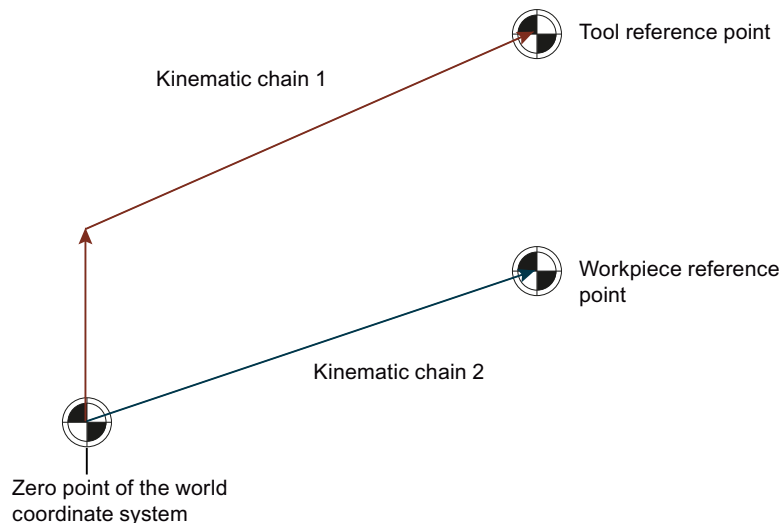 Tool reference point
Kinematic chain 1
Workpiece reference
point
Kinematic chain 2
Zero point of the world
coordinate system